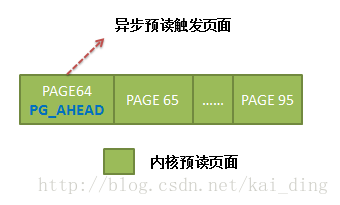 异步预读触发页面
PAGE64
PG_AHEAD
PAGE 65
......
PAGE 95
内核预读页面
http://blog.csdn.net/kai_ding